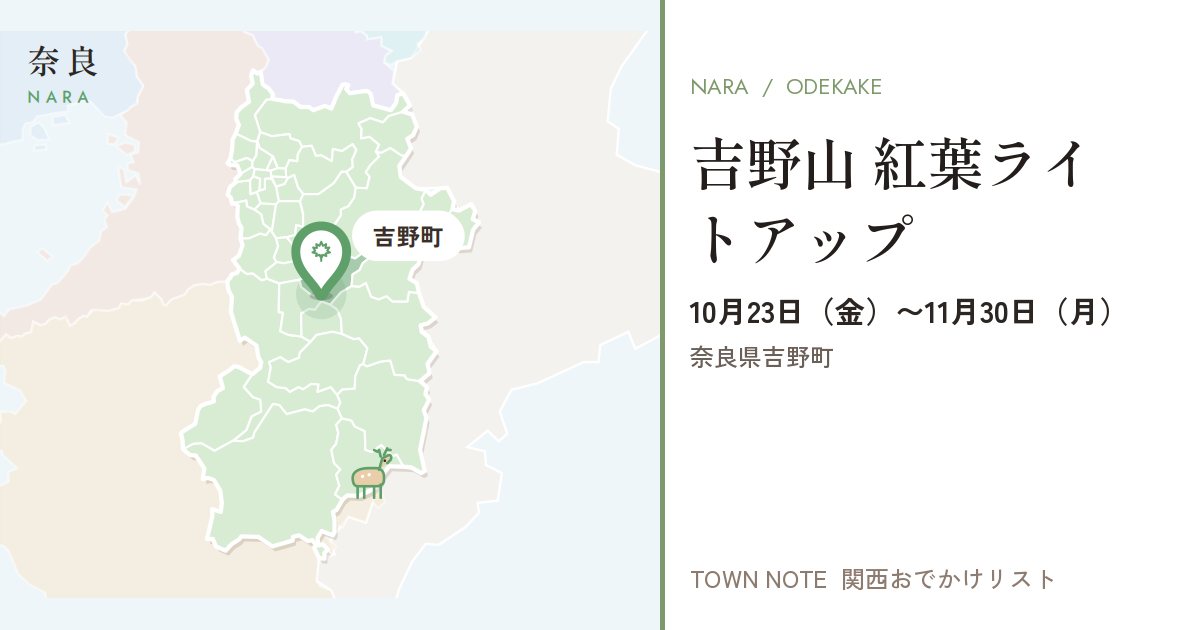 奈良
NARA
吉野町
NARA / ODEKAKE
吉野山 紅葉ライ
トアップ
10月23日（金）〜11月30日（月）
奈良県吉野町
TOWN NOTE 関西おでかけリスト